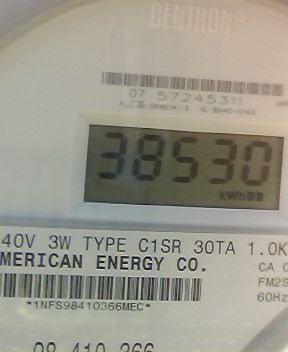 CENTRON®
07 57245311
38530
kWh
40V 3W TYPE C1SR 30TA 1.0K
MERICAN ENERGY CO.
CA
FM2S
60Hz
*1NFS98410366MEC*
98 410 366